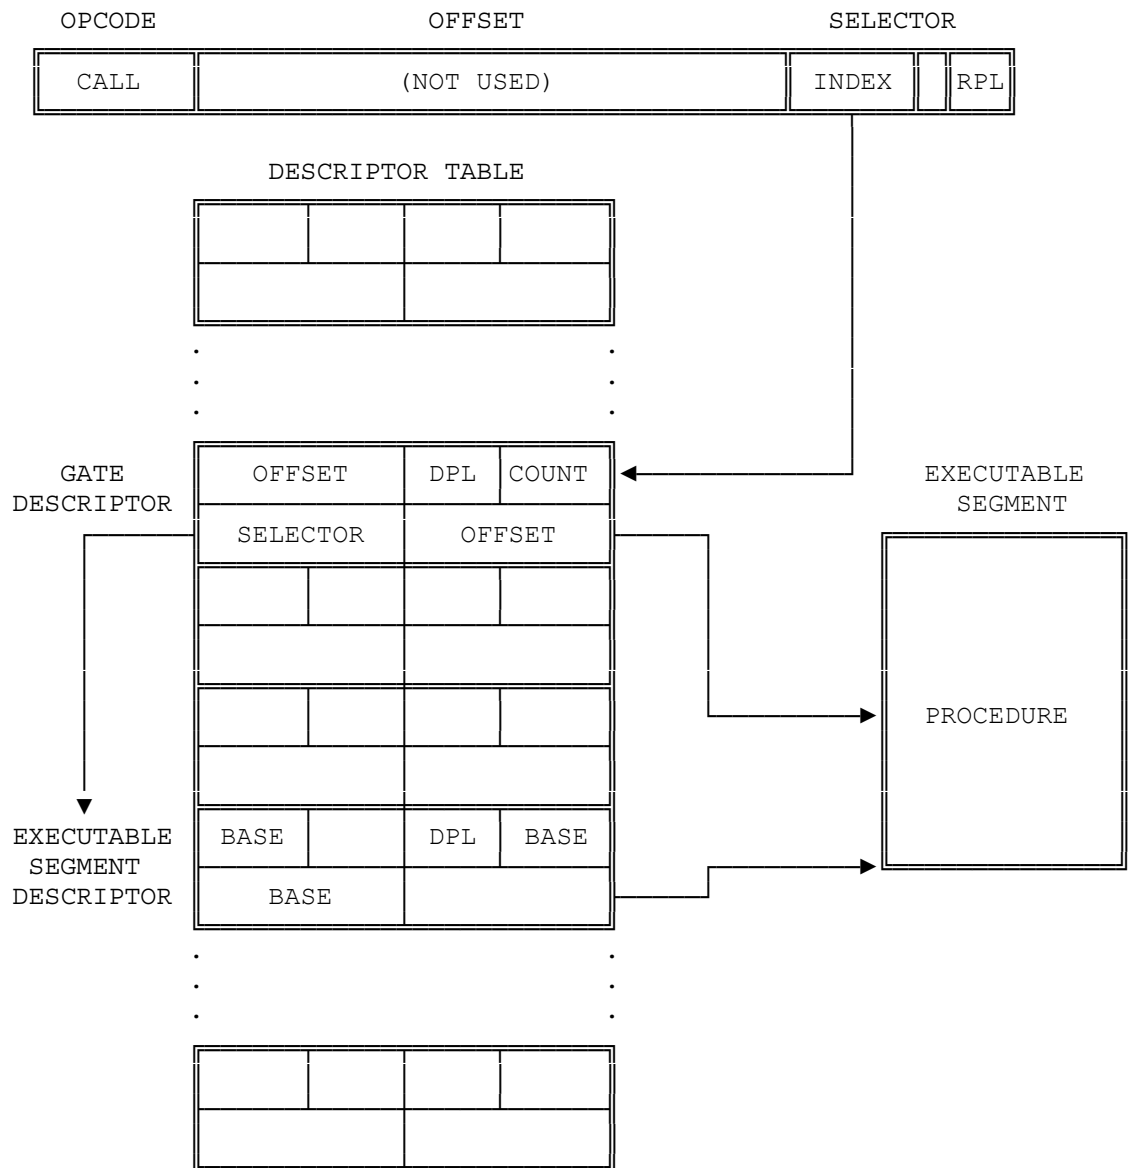 OPCODE OFFSET SELECTOR
CALL (NOT USED) INDEX RPL
DESCRIPTOR TABLE
GATE
DESCRIPTOR
OFFSET DPL COUNT
SELECTOR OFFSET
EXECUTABLE
SEGMENT
PROCEDURE
EXECUTABLE
SEGMENT
DESCRIPTOR
BASE DPL BASE
BASE